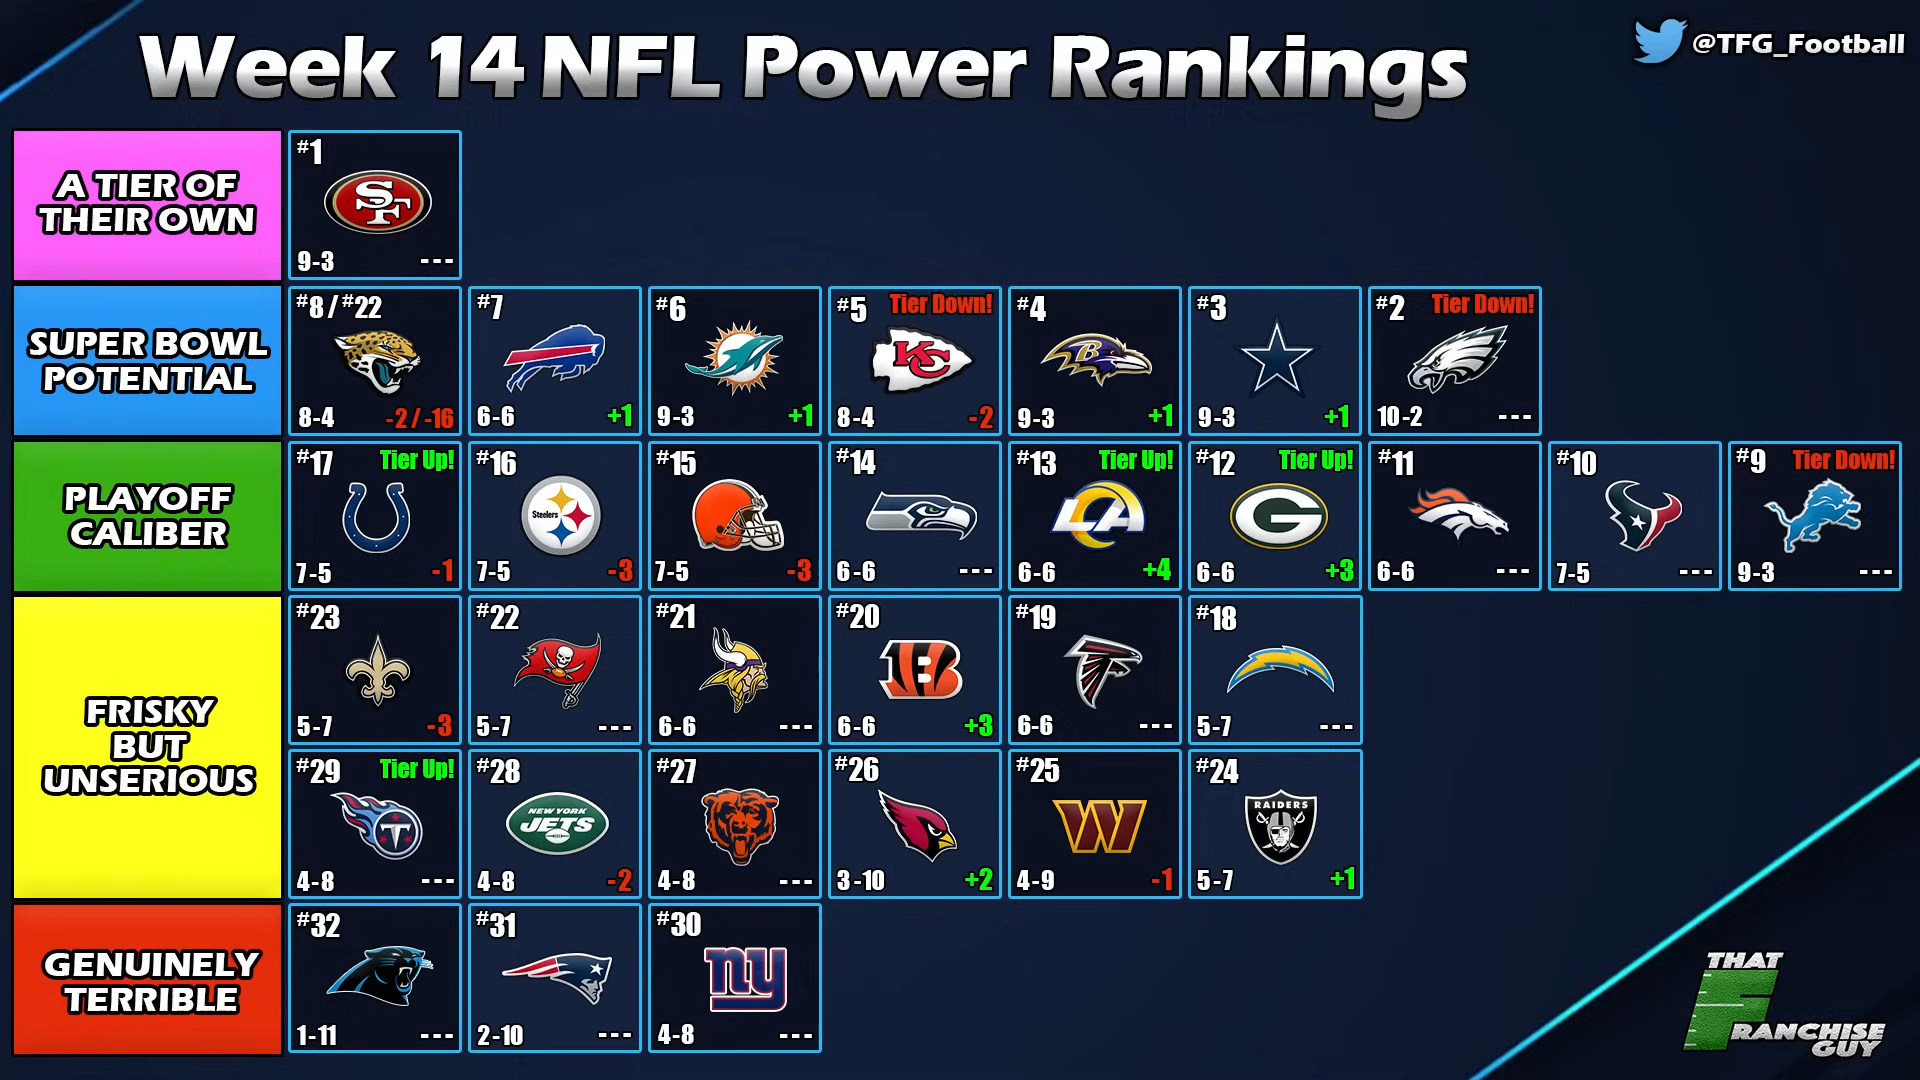 Week 14 NFL Power Rankings
@TFG_Football
A TIER OF
THEIR OWN
#1
SF
9-3 ---
SUPER BOWL
POTENTIAL
#8 / #22
8-4 -2 / -16
#7
6-6 +1
#6
9-3 +1
#5 Tier Down!
KC
8-4 -2
#4
B
9-3 +1
#3
9-3 +1
#2 Tier Down!
10-2 ---
PLAYOFF
CALIBER
#17 Tier Up!
7-5 -1
#16
Steelers
7-5 -3
#15
7-5 -3
#14
6-6 ---
#13 Tier Up!
LA
6-6 +4
#12 Tier Up!
G
6-6 +3
#11
6-6 ---
#10
7-5 ---
#9 Tier Down!
9-3 ---
FRISKY
BUT
UNSERIOUS
#23
5-7 -3
#22
5-7 ---
#21
6-6 ---
#20
B
6-6 +3
#19
6-6 ---
#18
5-7 ---
#29 Tier Up!
T
4-8 ---
#28
NEW YORK
JETS
4-8 -2
#27
4-8 ---
#26
3-10 +2
#25
W
4-9 -1
#24
RAIDERS
5-7 +1
GENUINELY
TERRIBLE
#32
1-11 ---
#31
2-10 ---
#30
ny
4-8 ---
THAT
FRANCHISE
GUY